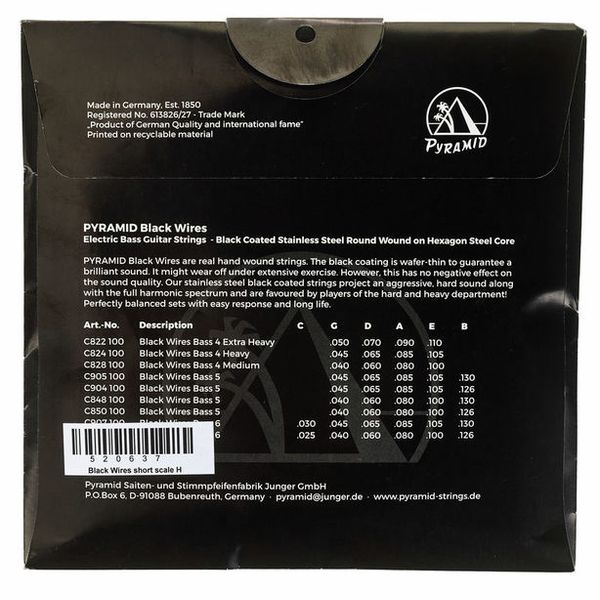 Made in Germany, Est. 1850
Registered No. 613826/27 - Trade Mark
„Product of German Quality and international fame"
Printed on recyclable material
PYRAMID
PYRAMID Black Wires
Electric Bass Guitar Strings - Black Coated Stainless Steel Round Wound on Hexagon Steel Core
PYRAMID Black Wires are real hand wound strings. The black coating is wafer-thin to guarantee a
brilliant sound. It might wear off under extensive exercise. However, this has no negative effect on
the sound quality. Our stainless steel black coated strings project an aggressive, hard sound along
with the full harmonic spectrum and are favoured by players of the hard and heavy department!
Perfectly balanced sets with easy response and long life.
Art.-No. Description C G D A E B
C822 100 Black Wires Bass 4 Extra Heavy .050 .070 .090 .110
C824 100 Black Wires Bass 4 Heavy .045 .065 .085 .105
C828 100 Black Wires Bass 4 Medium .040 .060 .080 .100
C905 100 Black Wires Bass 5 .045 .065 .085 .105 .130
C904 100 Black Wires Bass 5 .045 .065 .085 .105 .126
C848 100 Black Wires Bass 5 .040 .060 .080 .100 .130
C850 100 Black Wires Bass 5 .040 .060 .080 .100 .126
C907 100 Black Wires Bass 6 .030 .045 .065 .085 .105 .130
6 .025 .040 .060 .080 .100 .126
520637
Black Wires short scale H
Pyramid Saiten- und Stimmpfeifenfabrik Junger GmbH
P.O.Box 6, D-91088 Bubenreuth, Germany · pyramid@junger.de · www.pyramid-strings.de